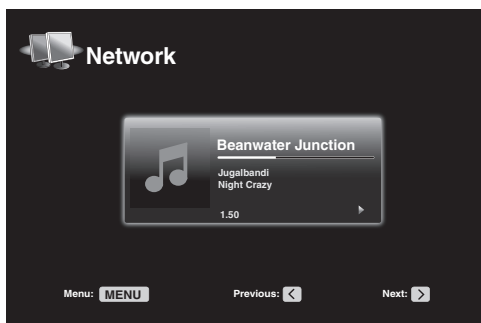 Network
Beanwater Junction
Jugalbandi
Night Crazy
1.50
Menu: MENU Previous: < Next: >